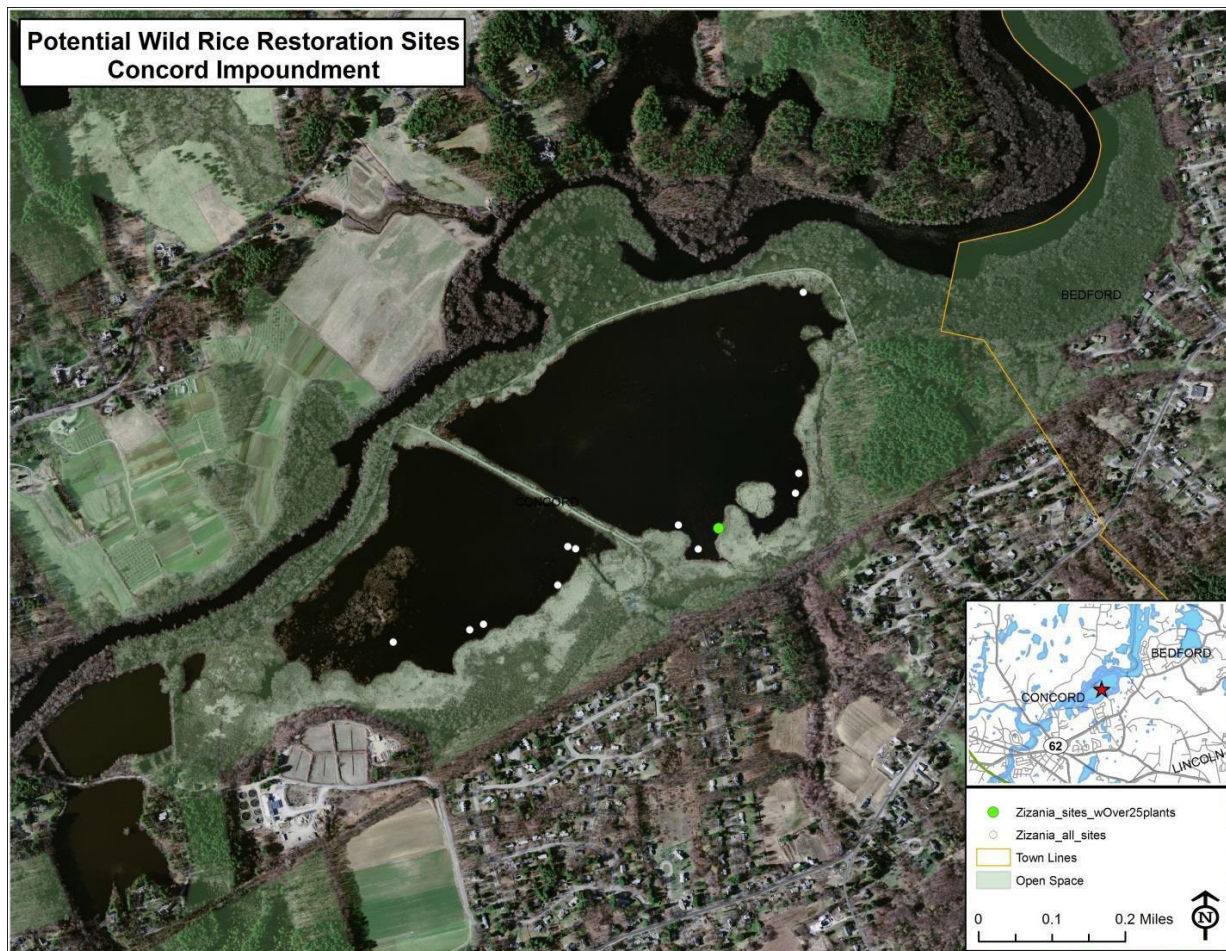 Potential Wild Rice Restoration Sites
Concord Impoundment
BEDFORD
CONCORD
BEDFORD
CONCORD
62
LINCOLN
Zizania_sites_wOver25plants
Zizania_all_sites
Town Lines
Open Space
0 0.1 0.2 Miles
N